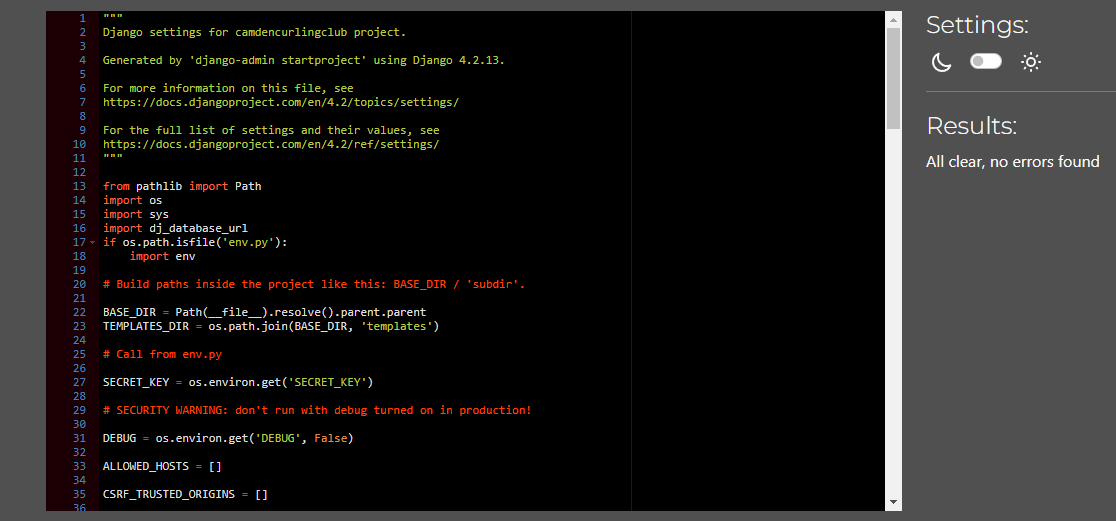 1 """
2 Django settings for camdencurlingclub project.
3
4 Generated by 'django-admin startproject' using Django 4.2.13.
5
6 For more information on this file, see
7 https://docs.djangoproject.com/en/4.2/topics/settings/
8
9 For the full list of settings and their values, see
10 https://docs.djangoproject.com/en/4.2/ref/settings/
11 """
12
13 from pathlib import Path
14 import os
15 import sys
16 import dj_database_url
17 if os.path.isfile('env.py'):
18     import env
19
20 # Build paths inside the project like this: BASE_DIR / 'subdir'.
21
22 BASE_DIR = Path(__file__).resolve().parent.parent
23 TEMPLATES_DIR = os.path.join(BASE_DIR, 'templates')
24
25 # Call from env.py
26
27 SECRET_KEY = os.environ.get('SECRET_KEY')
28
29 # SECURITY WARNING: don't run with debug turned on in production!
30
31 DEBUG = os.environ.get('DEBUG', False)
32
33 ALLOWED_HOSTS = []
34
35 CSRF_TRUSTED_ORIGINS = []
36
Settings:
Results:
All clear, no errors found